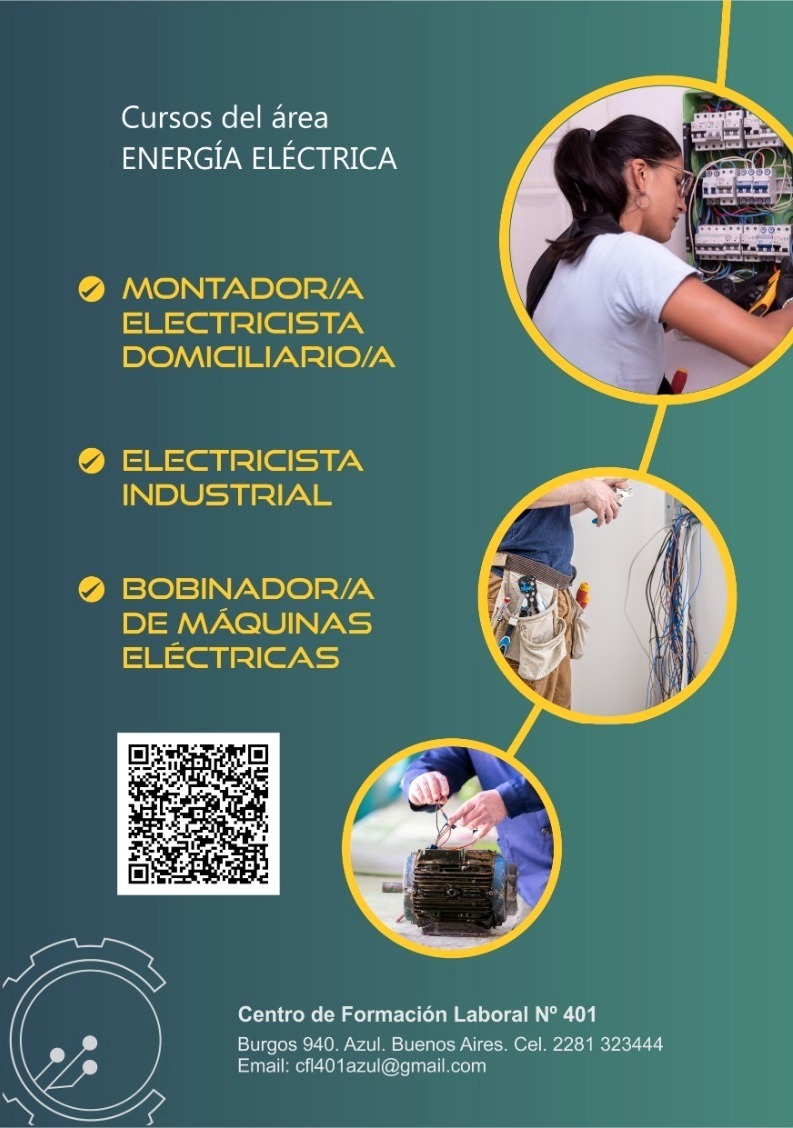 Cursos del área
ENERGÍA ELÉCTRICA
MONTADOR/A
ELECTRICISTA
DOMICILIARIO/A
ELECTRICISTA
INDUSTRIAL
BOBINADOR/A
DE MÁQUINAS
ELÉCTRICAS
Centro de Formación Laboral Nº 401
Burgos 940. Azul. Buenos Aires. Cel. 2281 323444
Email: cfl401azul@gmail.com